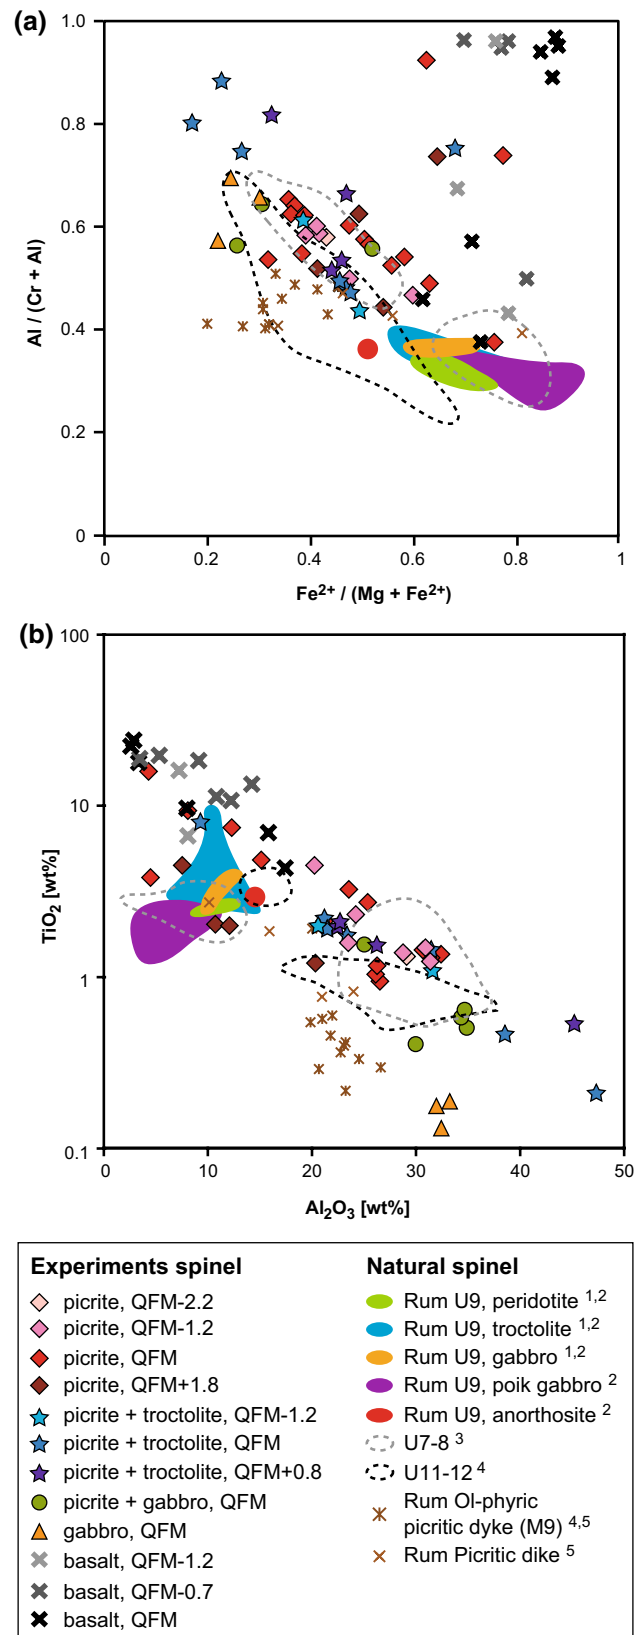 (a)
1.0
0.8
0.6
0.4
0.2
0
Al / (Cr + Al)
0
0.2
0.4
0.6
0.8
1
Fe²⁺ / (Mg + Fe²⁺)
(b)
100
10
1
0.1
TiO₂ [wt%]
0
10
20
30
40
50
Al₂O₃ [wt%]
Experiments spinel
picrite, QFM-2.2
picrite, QFM-1.2
picrite, QFM
picrite, QFM+1.8
picrite + troctolite, QFM-1.2
picrite + troctolite, QFM
picrite + troctolite, QFM+0.8
picrite + gabbro, QFM
gabbro, QFM
basalt, QFM-1.2
basalt, QFM-0.7
basalt, QFM
Natural spinel
Rum U9, peridotite ¹,²
Rum U9, troctolite ¹,²
Rum U9, gabbro ¹,²
Rum U9, poik gabbro ²
Rum U9, anorthosite ²
U7-8 ³
U11-12 ⁴
Rum Ol-phyric
picritic dyke (M9) ⁴,⁵
Rum Picritic dike ⁵